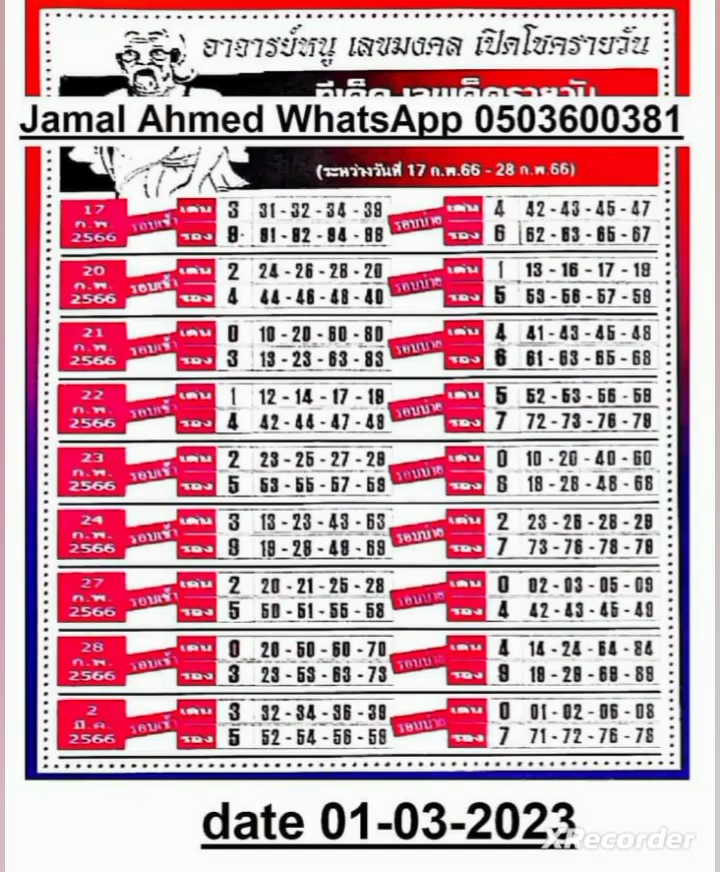 อาจารย์หนู เลขมงคล เปิดโชครายวัน
Jamal Ahmed WhatsApp 0503600381
(ระหว่างวันที่ 17 ก.พ.66 - 28 ก.พ.66)
17 ก.พ. 2566 รอบเช้า เด่น 3 31-32-34-39 รอบบ่าย เด่น 4 42-43-45-47
รอง 8 81-82-84-88 รอง 6 62-63-65-67
20 ก.พ. 2566 รอบเช้า เด่น 2 24-26-28-20 รอบบ่าย เด่น 1 13-16-17-19
รอง 4 44-46-48-40 รอง 5 53-56-57-59
21 ก.พ. 2566 รอบเช้า เด่น 0 10-20-60-80 รอบบ่าย เด่น 4 41-43-45-48
รอง 3 13-23-63-83 รอง 6 61-63-65-68
22 ก.พ. 2566 รอบเช้า เด่น 1 12-14-17-19 รอบบ่าย เด่น 5 52-53-56-59
รอง 4 42-44-47-49 รอง 7 72-73-76-79
23 ก.พ. 2566 รอบเช้า เด่น 2 23-25-27-29 รอบบ่าย เด่น 0 10-20-40-60
รอง 5 53-55-57-59 รอง 8 18-28-48-68
24 ก.พ. 2566 รอบเช้า เด่น 3 13-23-43-63 รอบบ่าย เด่น 2 23-26-28-29
รอง 9 19-29-49-69 รอง 7 73-76-78-79
27 ก.พ. 2566 รอบเช้า เด่น 2 20-21-25-28 รอบบ่าย เด่น 0 02-03-05-09
รอง 5 50-51-55-58 รอง 4 42-43-45-49
28 ก.พ. 2566 รอบเช้า เด่น 0 20-50-60-70 รอบบ่าย เด่น 4 14-24-64-84
รอง 3 23-53-63-73 รอง 9 19-29-69-89
2 มี.ค. 2566 รอบเช้า เด่น 3 32-34-36-39 รอบบ่าย เด่น 0 01-02-06-08
รอง 5 52-54-56-59 รอง 7 71-72-76-78
date 01-03-2023
XRecorder